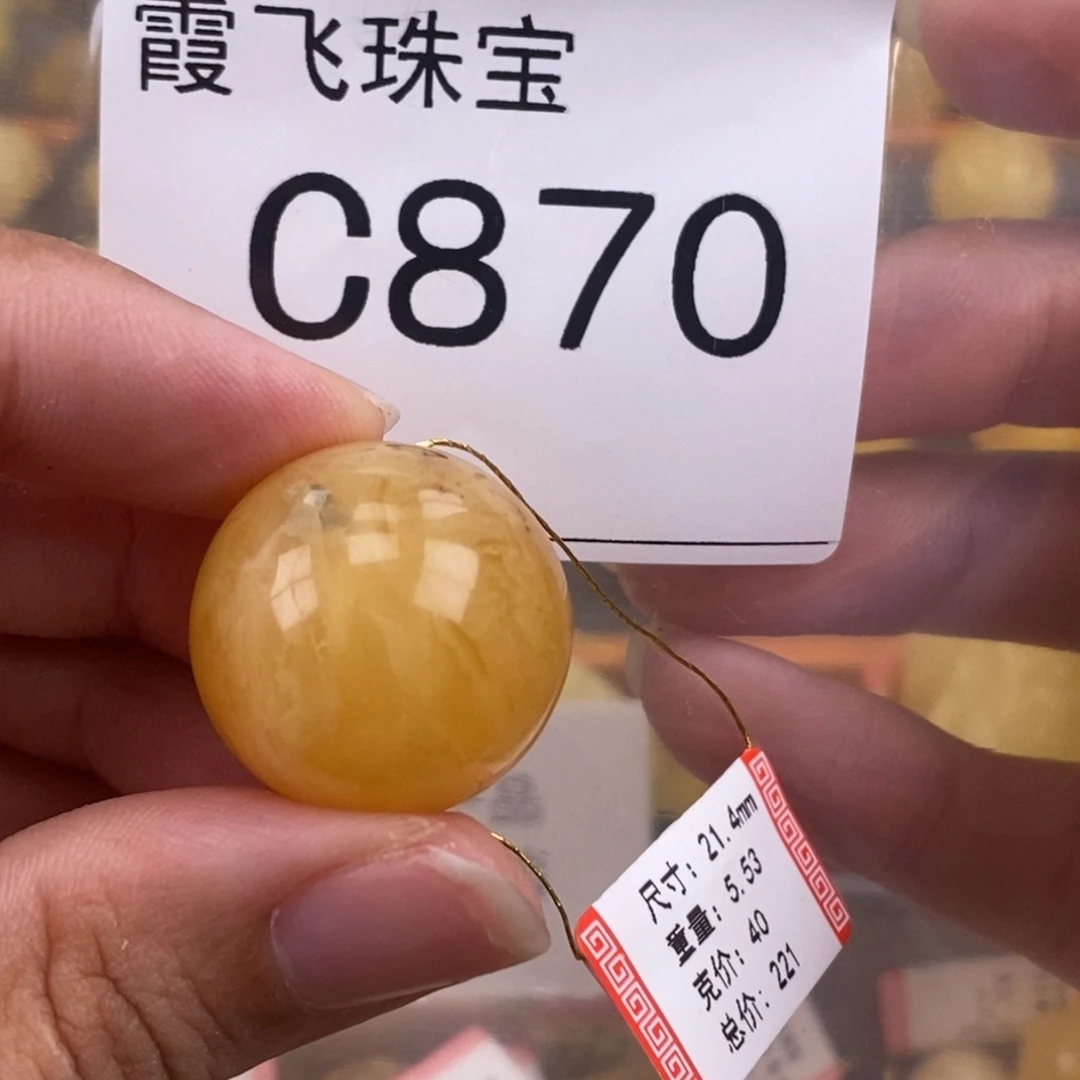 霞飞珠宝
C870
尺寸：21.4mm
重量：5.53
克价：40
总价：221